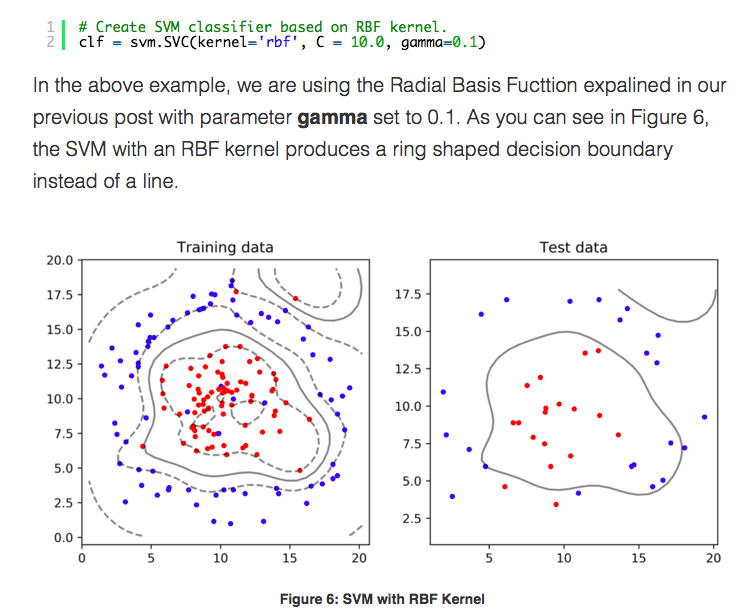 1 # Create SVM classifier based on RBF kernel.
2 clf = svm.SVC(kernel='rbf', C = 10.0, gamma=0.1)
In the above example, we are using the Radial Basis Fucttion expalined in our
previous post with parameter gamma set to 0.1. As you can see in Figure 6,
the SVM with an RBF kernel produces a ring shaped decision boundary
instead of a line.
Training data
20.0
17.5
15.0
12.5
10.0
7.5
5.0
2.5
0.0
0 5 10 15 20
Test data
17.5
15.0
12.5
10.0
7.5
5.0
2.5
5 10 15 20
Figure 6: SVM with RBF Kernel